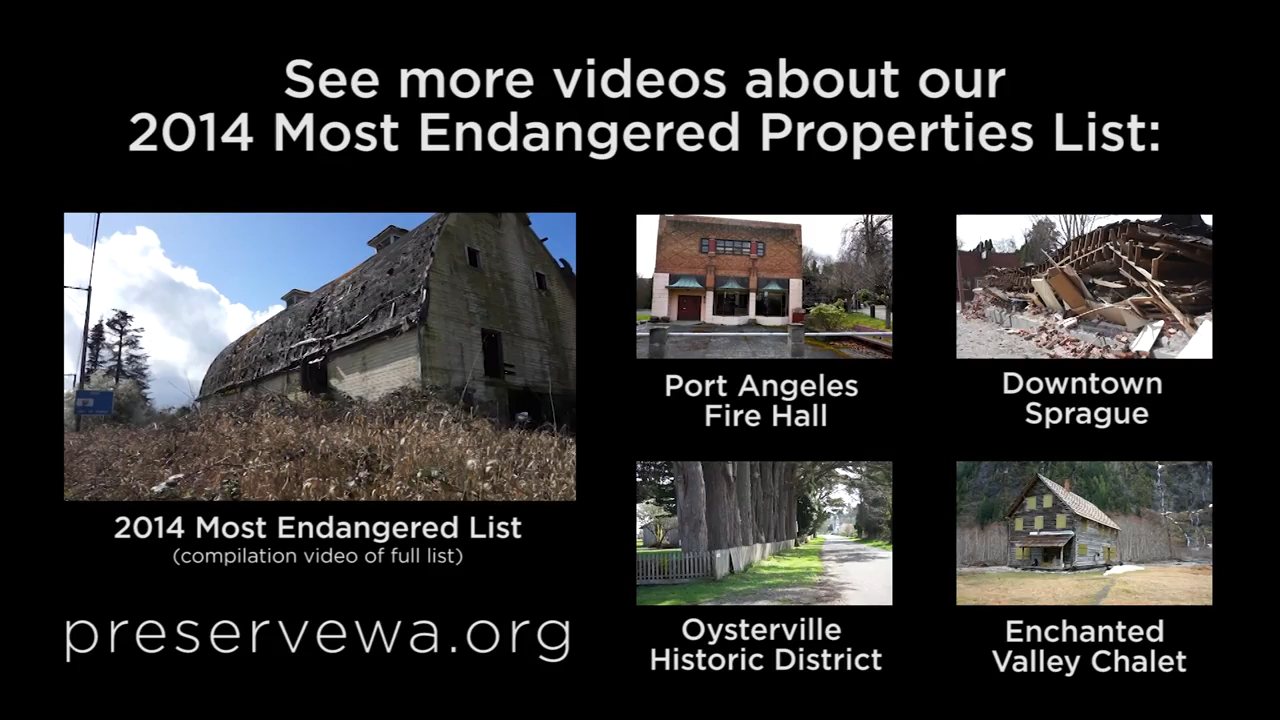 See more videos about our
2014 Most Endangered Properties List:
2014 Most Endangered List
(compilation video of full list)
preservewa.org
Port Angeles
Fire Hall
Downtown
Sprague
Oysterville
Historic District
Enchanted
Valley Chalet